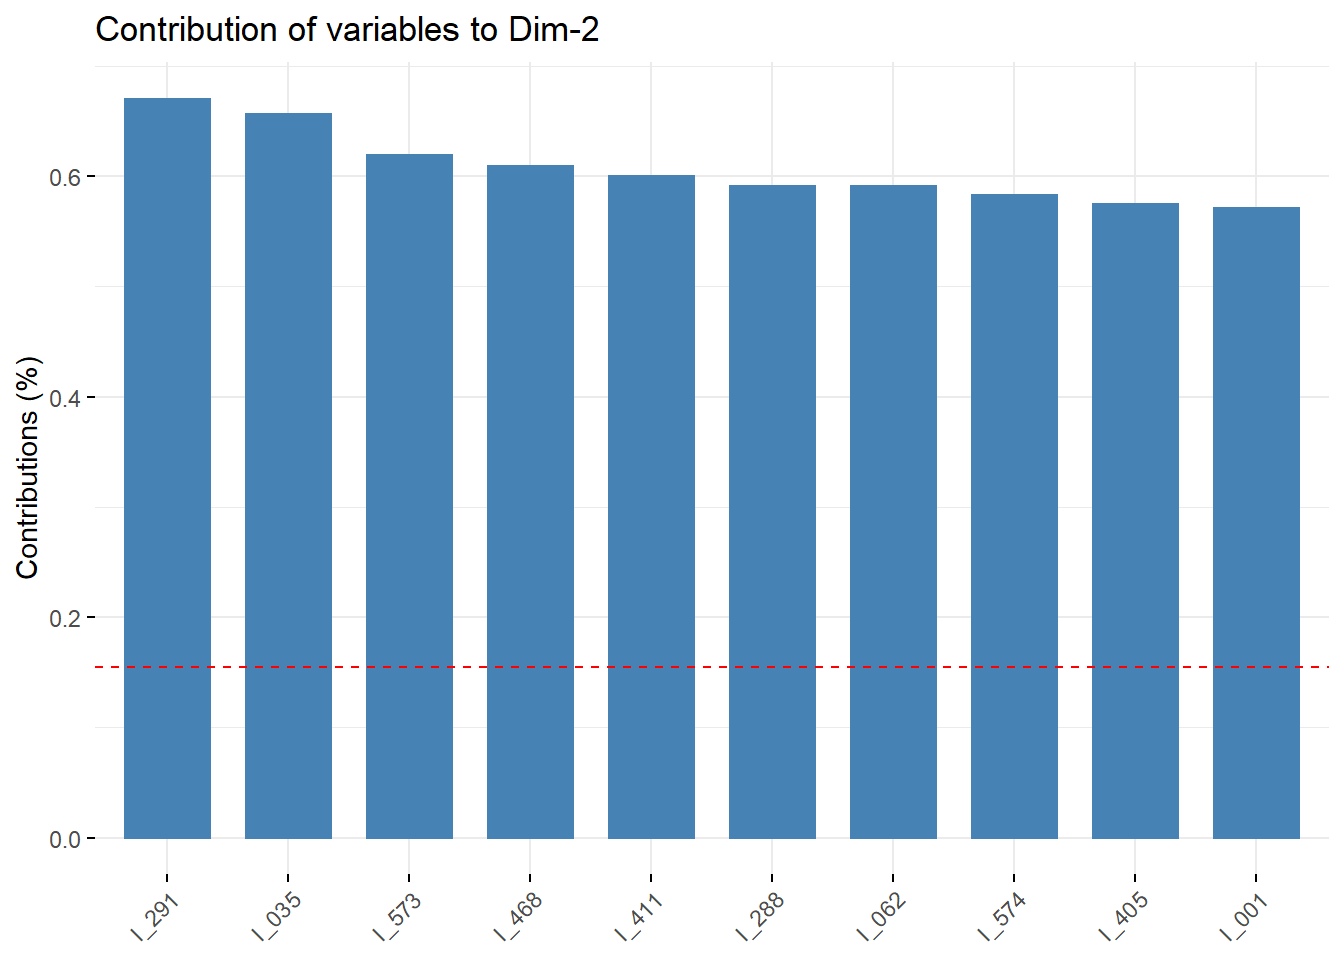 Contribution of variables to Dim-2
Contributions (%)
0.6
0.4
0.2
0.0
I_291
I_035
I_573
I_468
I_411
I_288
I_062
I_574
I_405
I_001